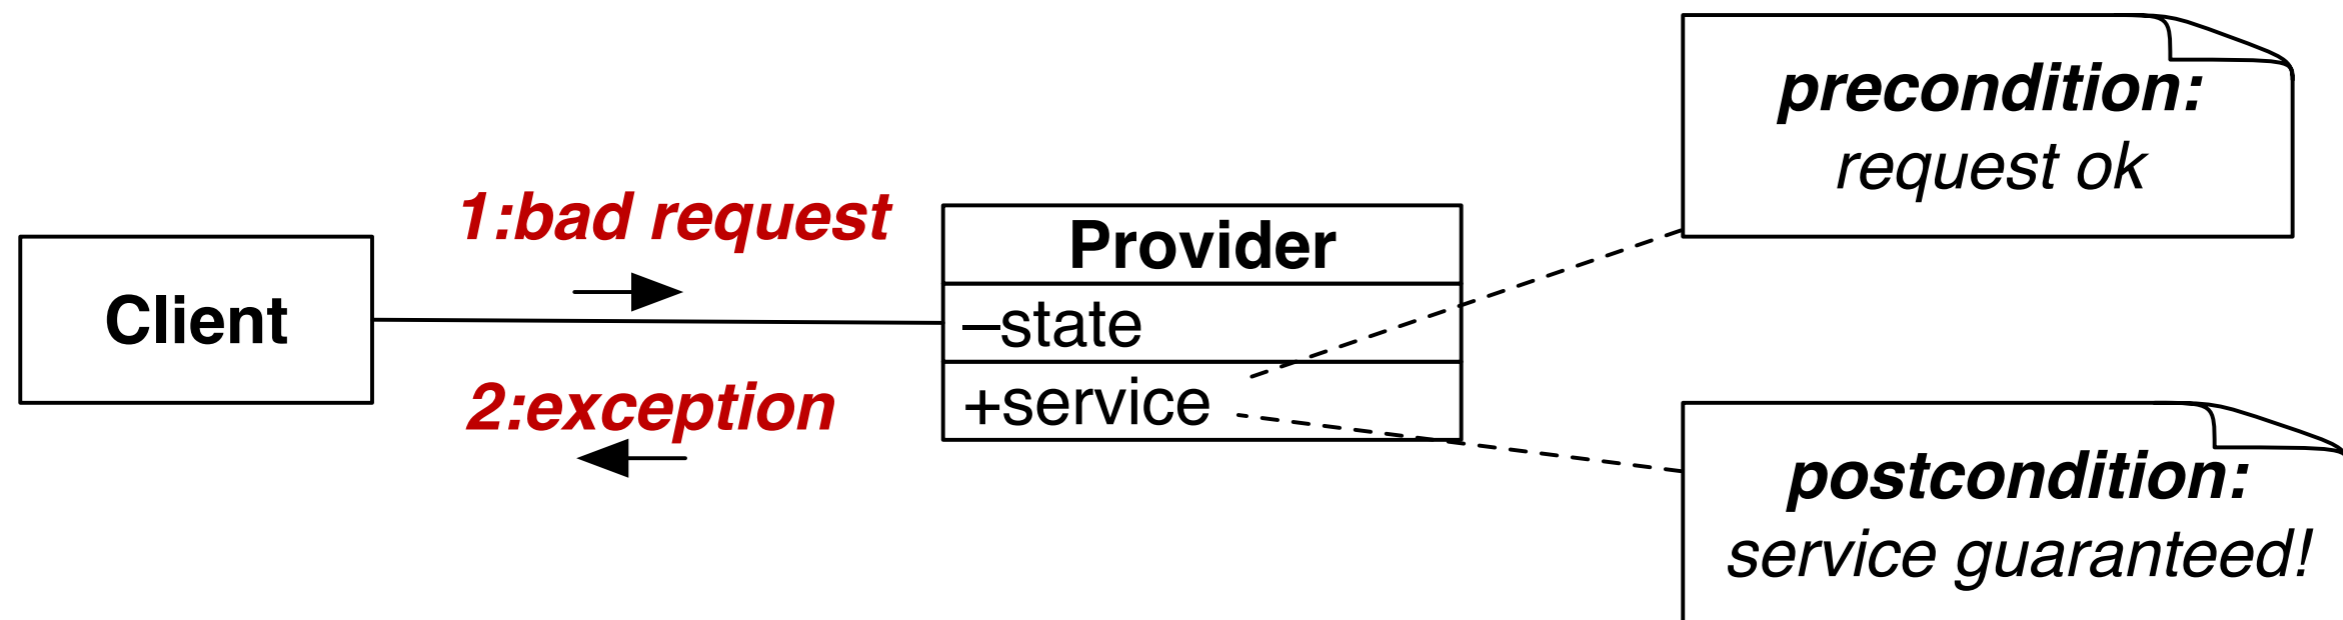 Client
1:bad request
2:exception
Provider
–state
+service
precondition:
request ok
postcondition:
service guaranteed!